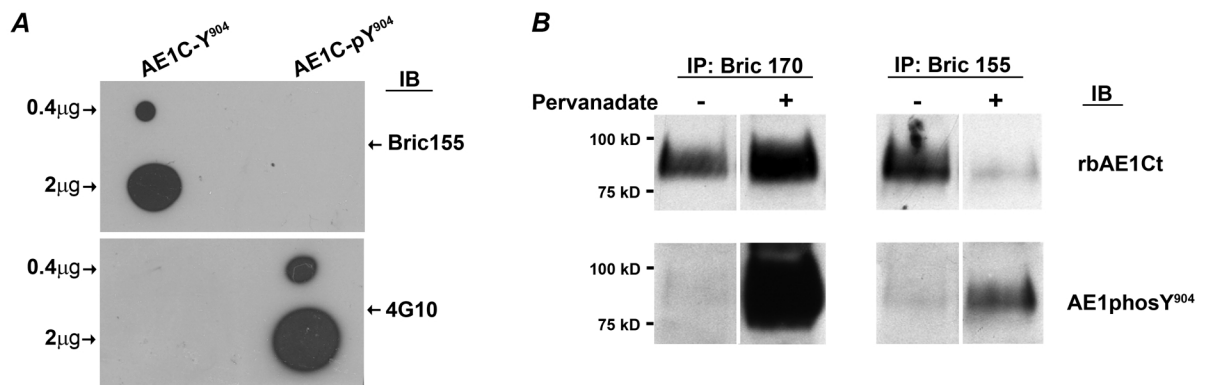 A
AE1C-Y⁹⁰⁴
AE1C-pY⁹⁰⁴
IB
0.4μg→
← Bric155
2μg→
0.4μg→
← 4G10
2μg→
B
IP: Bric 170
IP: Bric 155
Pervanadate - + - + IB
100 kD
rbAE1Ct
75 kD
100 kD
AE1phosY⁹⁰⁴
75 kD